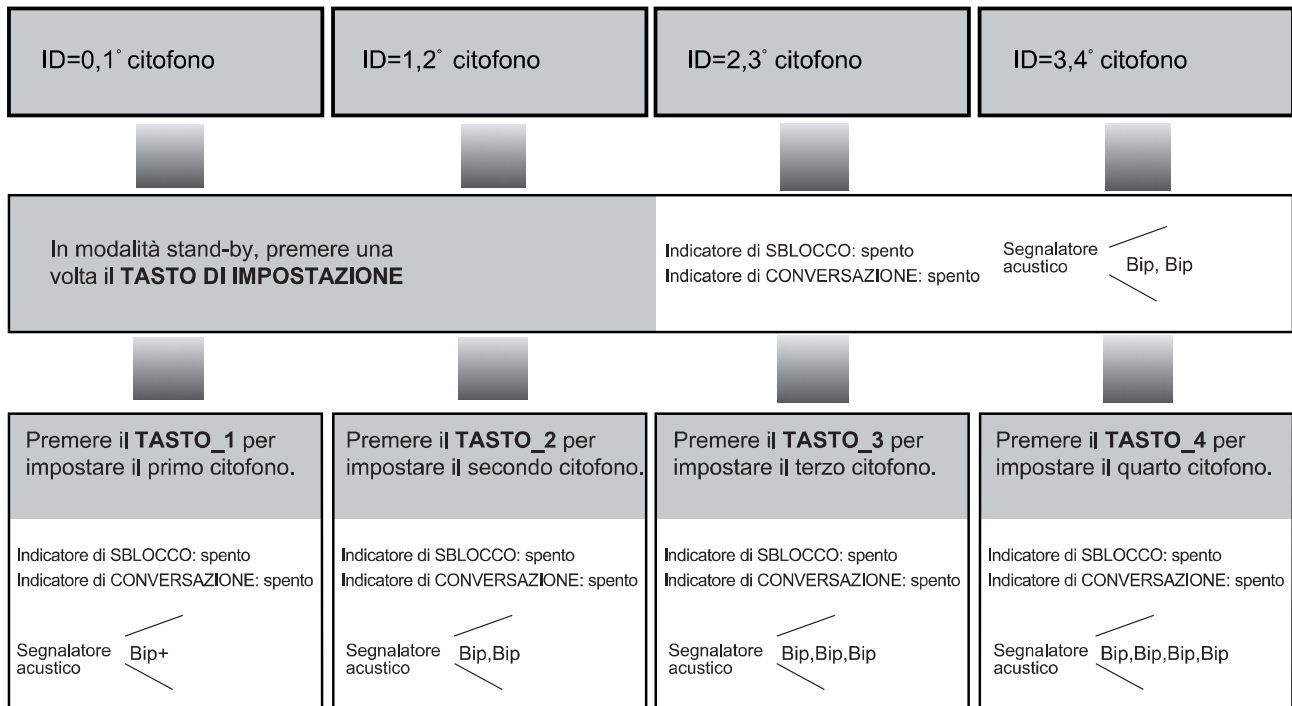 ID=0,1° citofono
ID=1,2° citofono
ID=2,3° citofono
ID=3,4° citofono
In modalità stand-by, premere una
volta il TASTO DI IMPOSTAZIONE
Indicatore di SBLOCCO: spento
Indicatore di CONVERSAZIONE: spento
Segnalatore
acustico
Bip, Bip
Premere il TASTO_1 per
impostare il primo citofono.
Indicatore di SBLOCCO: spento
Indicatore di CONVERSAZIONE: spento
Segnalatore
acustico
Bip+
Premere il TASTO_2 per
impostare il secondo citofono.
Indicatore di SBLOCCO: spento
Indicatore di CONVERSAZIONE: spento
Segnalatore
acustico
Bip,Bip
Premere il TASTO_3 per
impostare il terzo citofono.
Indicatore di SBLOCCO: spento
Indicatore di CONVERSAZIONE: spento
Segnalatore
acustico
Bip,Bip,Bip
Premere il TASTO_4 per
impostare il quarto citofono.
Indicatore di SBLOCCO: spento
Indicatore di CONVERSAZIONE: spento
Segnalatore
acustico
Bip,Bip,Bip,Bip